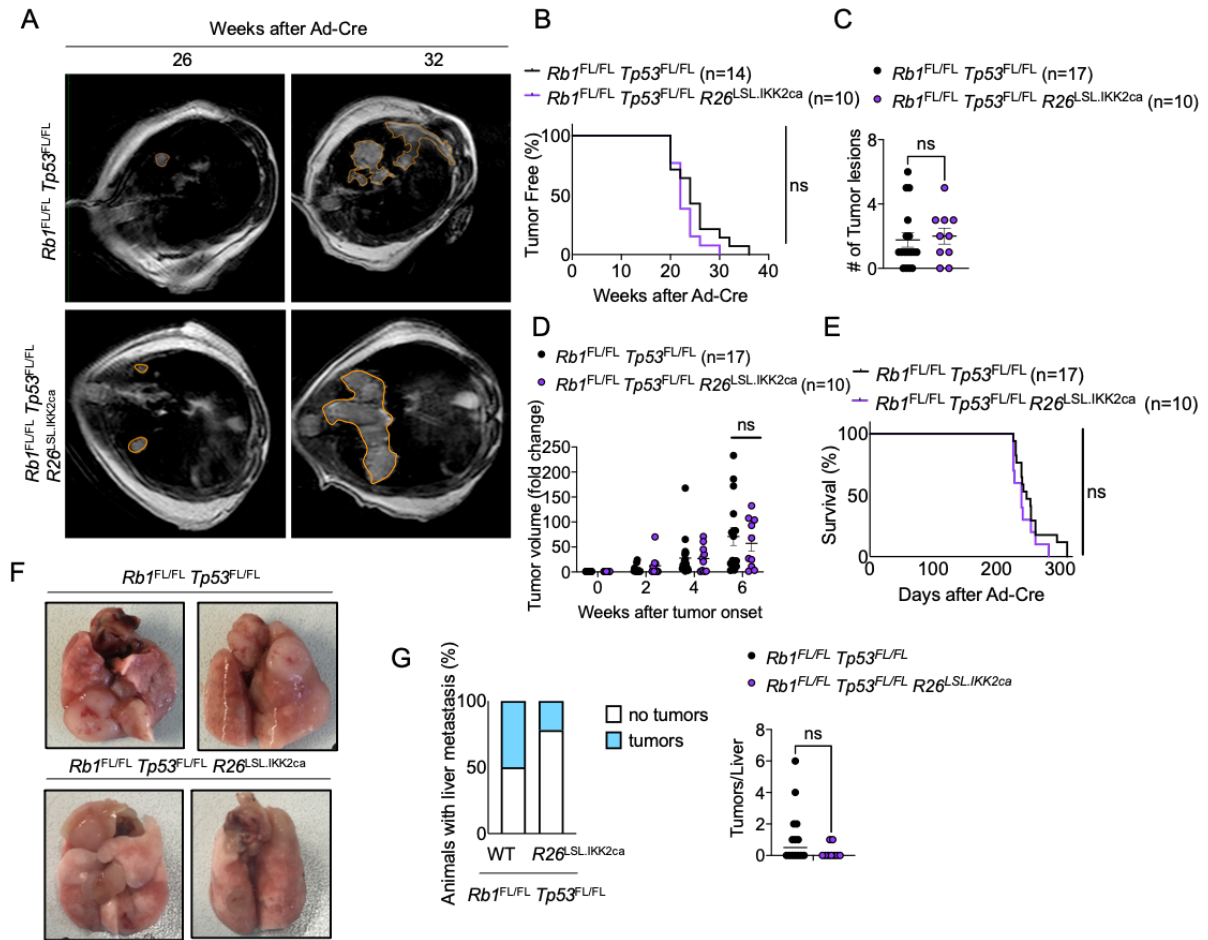 A
Weeks after Ad-Cre
26 32
Rb1FL/FL Tp53FL/FL
Rb1FL/FL Tp53FL/FL
R26LSL.IKK2ca
B
Rb1FL/FL Tp53FL/FL (n=14)
Rb1FL/FL Tp53FL/FL R26LSL.IKK2ca (n=10)
Tumor Free (%)
100
50
0
0 10 20 30 40
Weeks after Ad-Cre
ns
C
Rb1FL/FL Tp53FL/FL (n=17)
Rb1FL/FL Tp53FL/FL R26LSL.IKK2ca (n=10)
# of Tumor lesions
8
4
0
ns
D
Rb1FL/FL Tp53FL/FL (n=17)
Rb1FL/FL Tp53FL/FL R26LSL.IKK2ca (n=10)
Tumor volume (fold change)
250
200
150
100
50
0
ns
0 2 4 6
Weeks after tumor onset
E
Rb1FL/FL Tp53FL/FL (n=17)
Rb1FL/FL Tp53FL/FL R26LSL.IKK2ca (n=10)
Survival (%)
100
50
0
0 100 200 300
Days after Ad-Cre
ns
F
Rb1FL/FL Tp53FL/FL
Rb1FL/FL Tp53FL/FL R26LSL.IKK2ca
G
Animals with liver metastasis (%)
100
50
0
WT R26LSL.IKK2ca
Rb1FL/FL Tp53FL/FL
no tumors
tumors
Rb1FL/FL Tp53FL/FL
Rb1FL/FL Tp53FL/FL R26LSL.IKK2ca
Tumors/Liver
8
6
4
2
0
ns